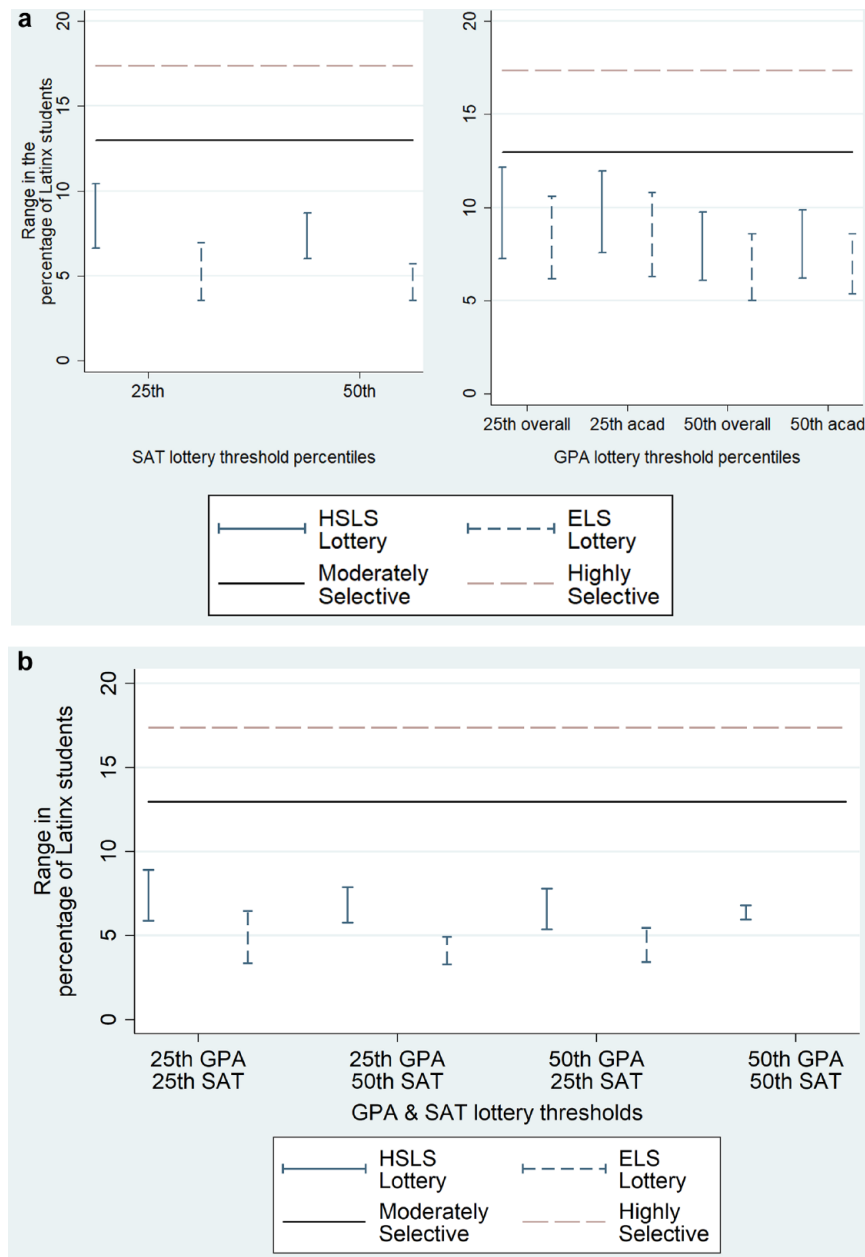 a
Range in the
percentage of Latinx students
20
15
10
5
0
25th 50th
SAT lottery threshold percentiles
20
15
10
5
0
25th overall 25th acad 50th overall 50th acad
GPA lottery threshold percentiles
HSLS
Lottery
ELS
Lottery
Moderately
Selective
Highly
Selective
b
Range in
percentage of Latinx students
20
15
10
5
0
25th GPA
25th SAT
25th GPA
50th SAT
50th GPA
25th SAT
50th GPA
50th SAT
GPA & SAT lottery thresholds
HSLS
Lottery
ELS
Lottery
Moderately
Selective
Highly
Selective